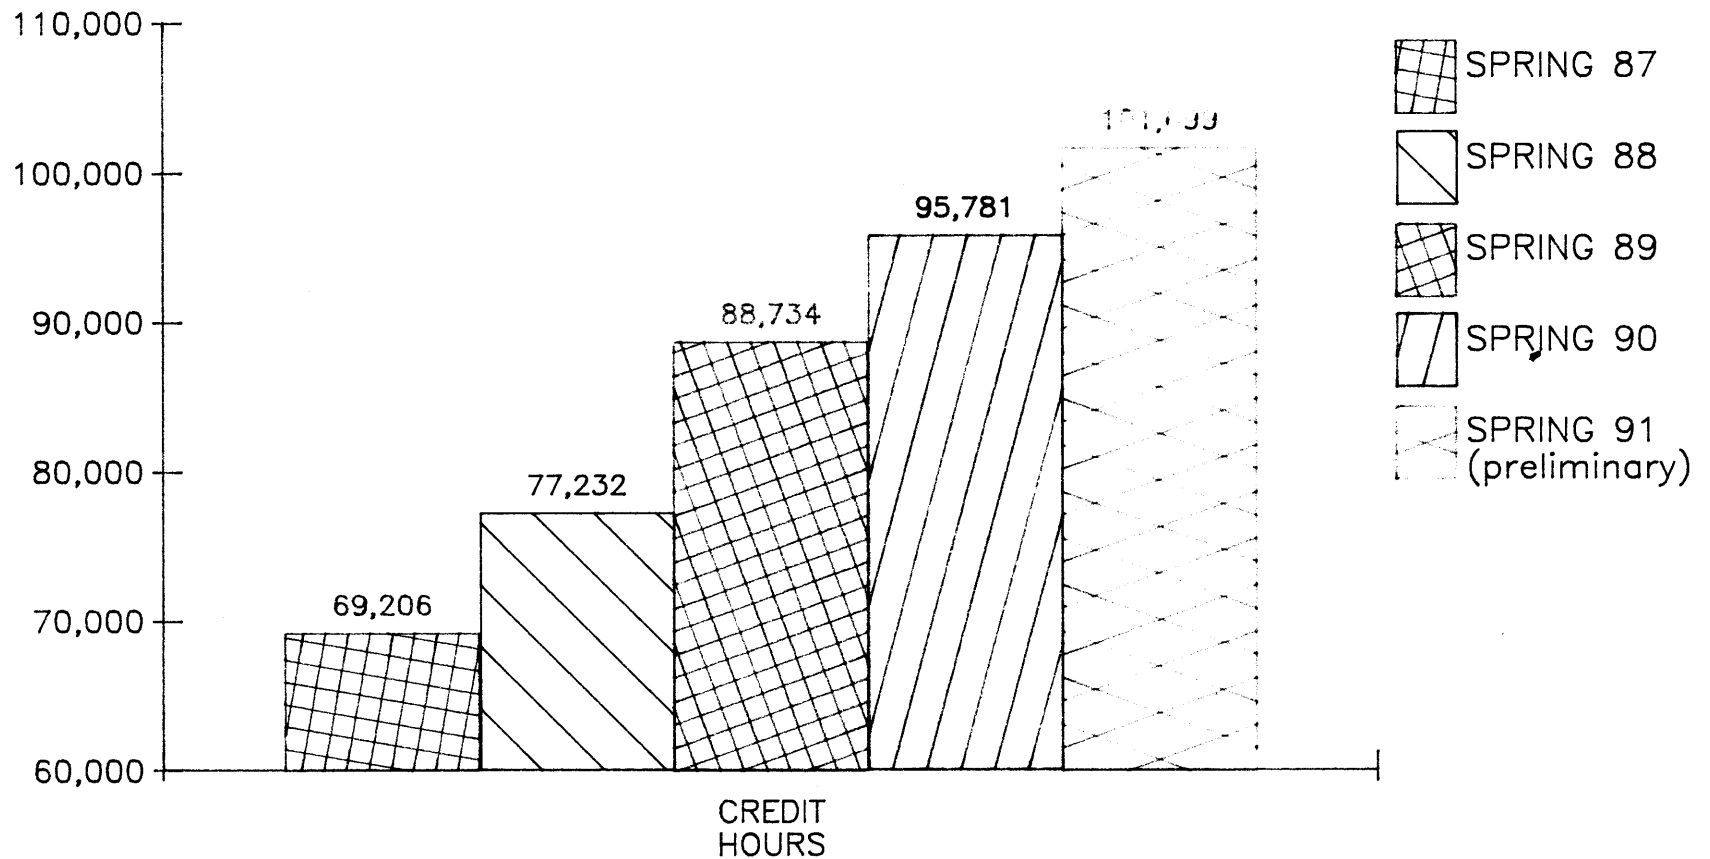 110,000
100,000
90,000
80,000
70,000
60,000
69,206
77,232
88,734
95,781
CREDIT
HOURS
SPRING 87
SPRING 88
SPRING 89
SPRING 90
SPRING 91
(preliminary)